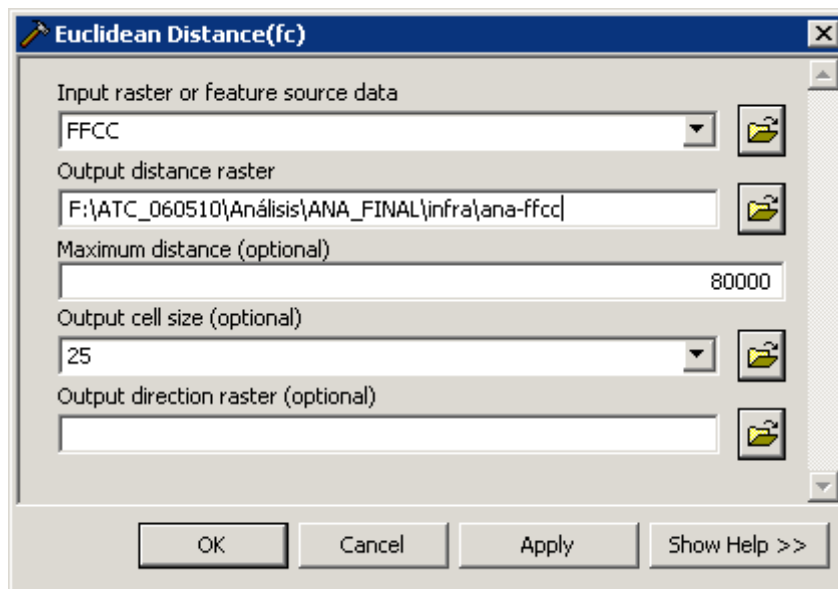 Euclidean Distance(fc)
Input raster or feature source data
FFCC
Output distance raster
F:\ATC_060510\Análisis\ANA_FINAL\infra\ana-ffcc
Maximum distance (optional)
80000
Output cell size (optional)
25
Output direction raster (optional)
OK Cancel Apply Show Help >>